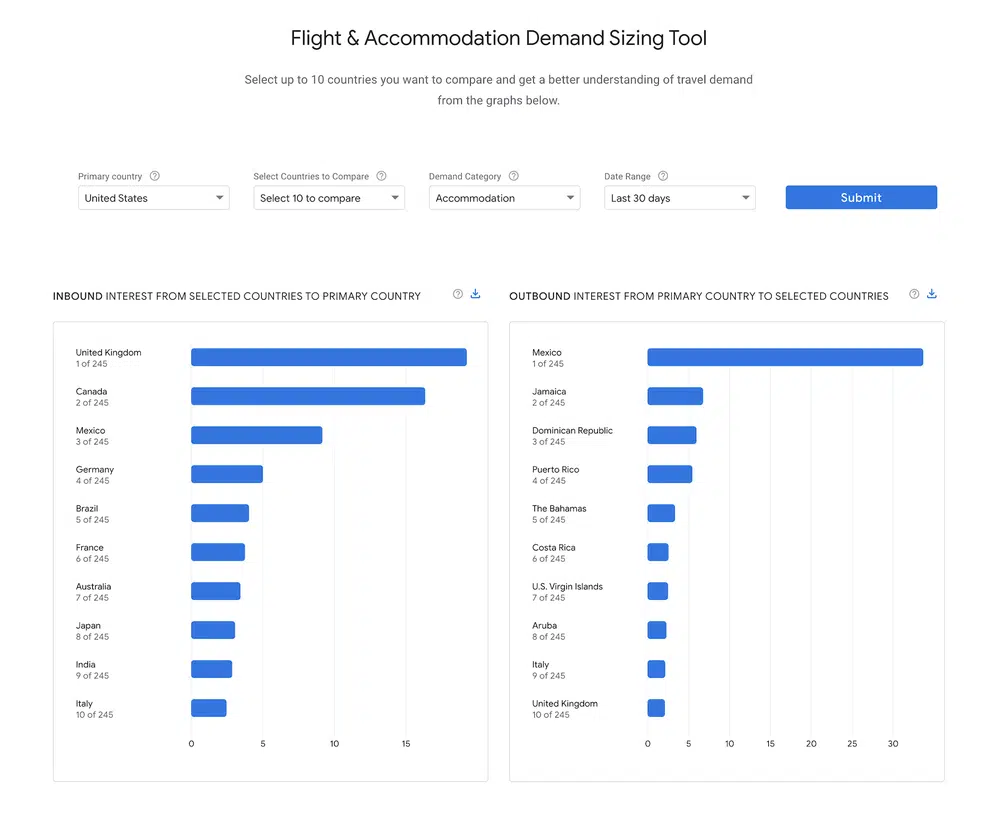 Flight & Accommodation Demand Sizing Tool
Select up to 10 countries you want to compare and get a better understanding of travel demand
from the graphs below.
Primary country
Select Countries to Compare
Demand Category
Date Range
United States
Select 10 to compare
Accommodation
Last 30 days
Submit
INBOUND INTEREST FROM SELECTED COUNTRIES TO PRIMARY COUNTRY
United Kingdom
1 of 245
Canada
2 of 245
Mexico
3 of 245
Germany
4 of 245
Brazil
5 of 245
France
6 of 245
Australia
7 of 245
Japan
8 of 245
India
9 of 245
Italy
10 of 245
0 5 10 15
OUTBOUND INTEREST FROM PRIMARY COUNTRY TO SELECTED COUNTRIES
Mexico
1 of 245
Jamaica
2 of 245
Dominican Republic
3 of 245
Puerto Rico
4 of 245
The Bahamas
5 of 245
Costa Rica
6 of 245
U.S. Virgin Islands
7 of 245
Aruba
8 of 245
Italy
9 of 245
United Kingdom
10 of 245
0 5 10 15 20 25 30